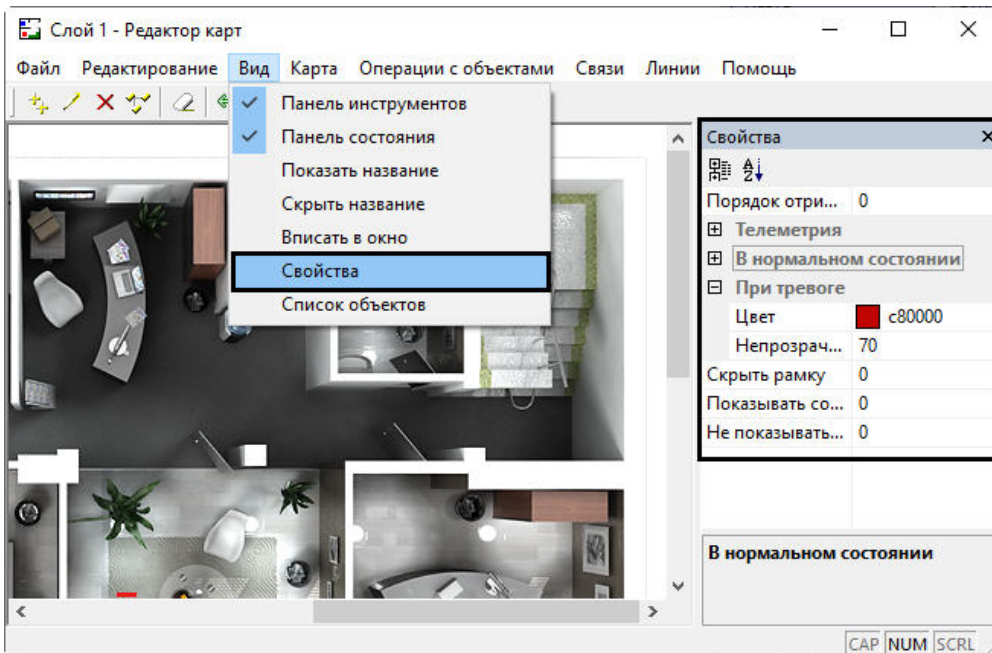 Слой 1 - Редактор карт
Файл Редактирование Вид Карта Операции с объектами Связи Линии Помощь
Панель инструментов
Панель состояния
Показать название
Скрыть название
Вписать в окно
Свойства
Список объектов
Свойства
Порядок отри... 0
Телеметрия
В нормальном состоянии
При тревоге
Цвет c80000
Непрозрач... 70
Скрыть рамку 0
Показывать со... 0
Не показывать... 0
В нормальном состоянии
CAP NUM SCRL